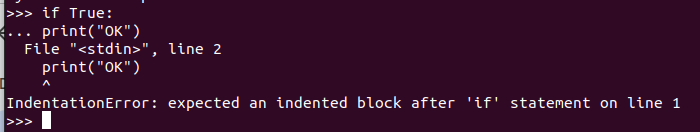 >>> if True:
... print("OK")
  File "<stdin>", line 2
    print("OK")
    ^
IndentationError: expected an indented block after 'if' statement on line 1
>>>